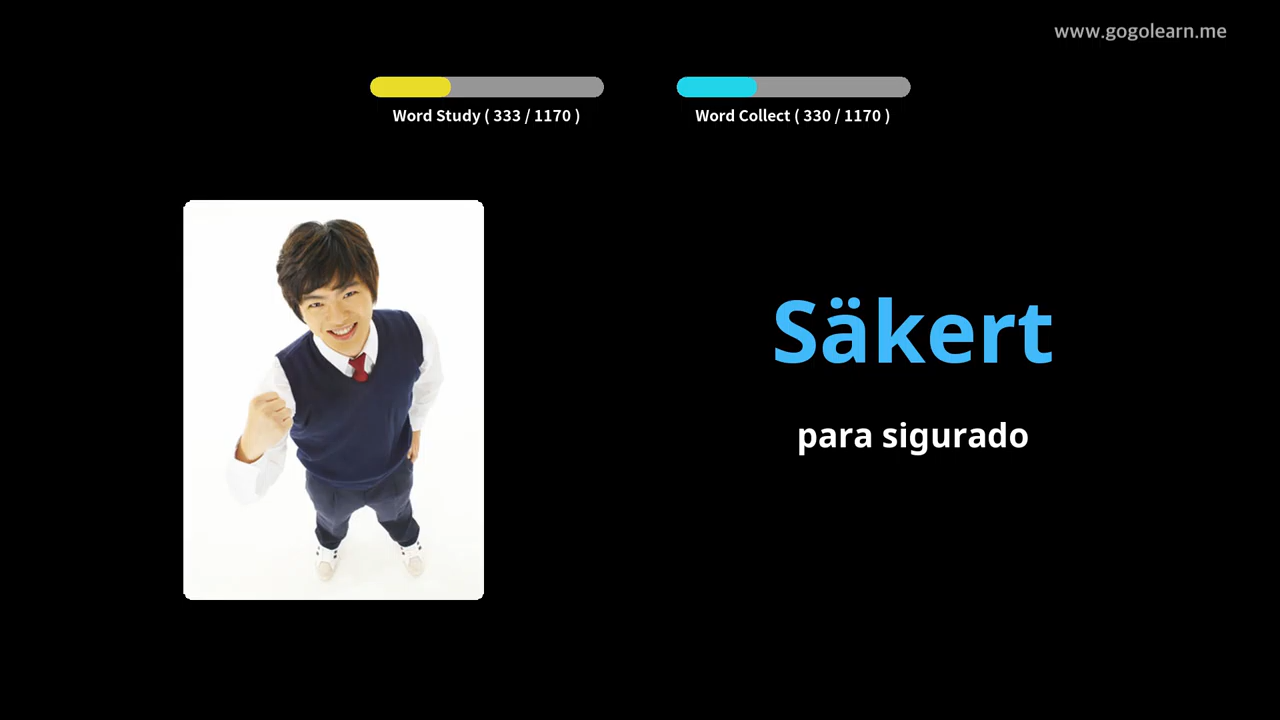 www.gogolearn.me
Word Study ( 333 / 1170 )
Word Collect ( 330 / 1170 )
Säkert
para sigurado